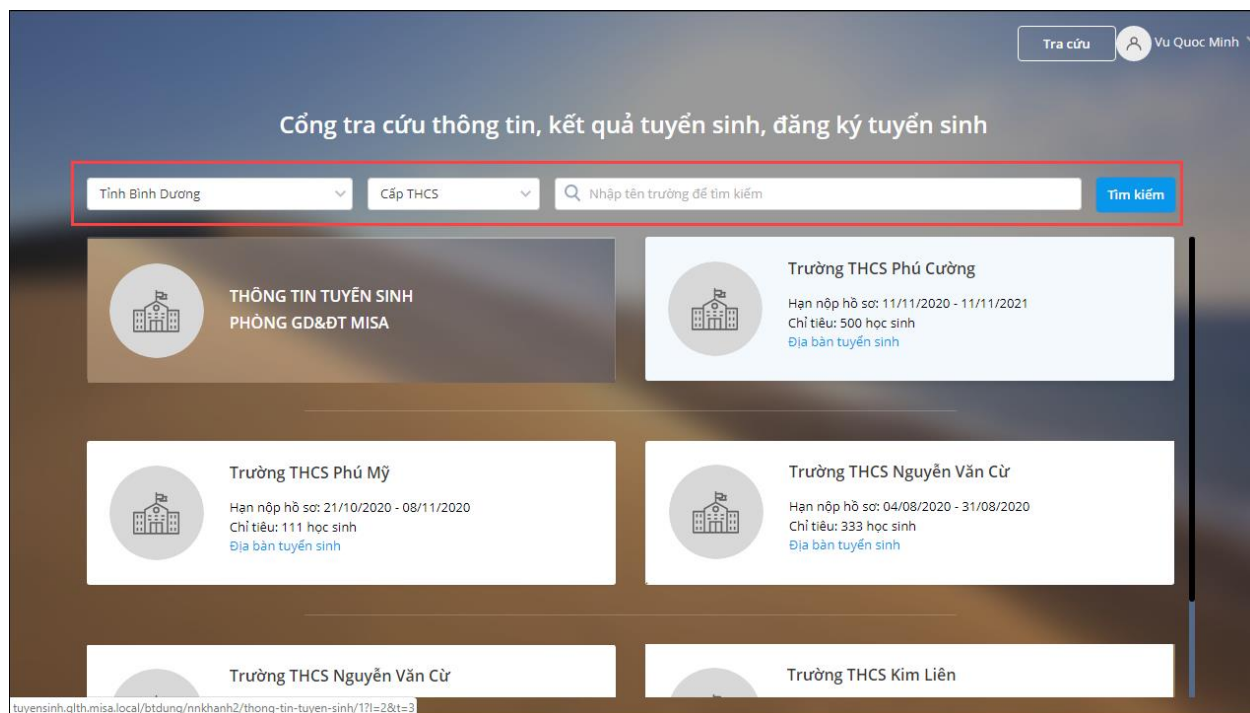 Tra cứu
Vu Quoc Minh
Cổng tra cứu thông tin, kết quả tuyển sinh, đăng ký tuyển sinh
Tỉnh Bình Dương
Cấp THCS
Nhập tên trường để tìm kiếm
Tìm kiếm
THÔNG TIN TUYỂN SINH
PHÒNG GD&ĐT MISA
Trường THCS Phú Cường
Hạn nộp hồ sơ: 11/11/2020 - 11/11/2021
Chỉ tiêu: 500 học sinh
Địa bàn tuyển sinh
Trường THCS Phú Mỹ
Hạn nộp hồ sơ: 21/10/2020 - 08/11/2020
Chỉ tiêu: 111 học sinh
Địa bàn tuyển sinh
Trường THCS Nguyễn Văn Cừ
Hạn nộp hồ sơ: 04/08/2020 - 31/08/2020
Chỉ tiêu: 333 học sinh
Địa bàn tuyển sinh
Trường THCS Nguyễn Văn Cừ
Trường THCS Kim Liên
tuyensinh.qlth.misa.local/btdung/nnkhanh2/thong-tin-tuyen-sinh/1?l=2&t=3